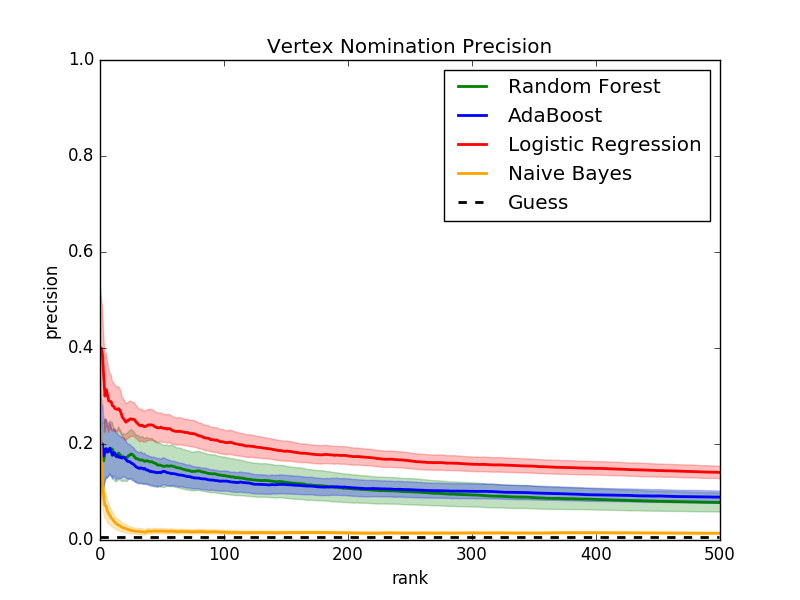 Vertex Nomination Precision
1.0
0.8
0.6
0.4
0.2
0.0
precision
Random Forest
AdaBoost
Logistic Regression
Naive Bayes
Guess
0 100 200 300 400 500
rank